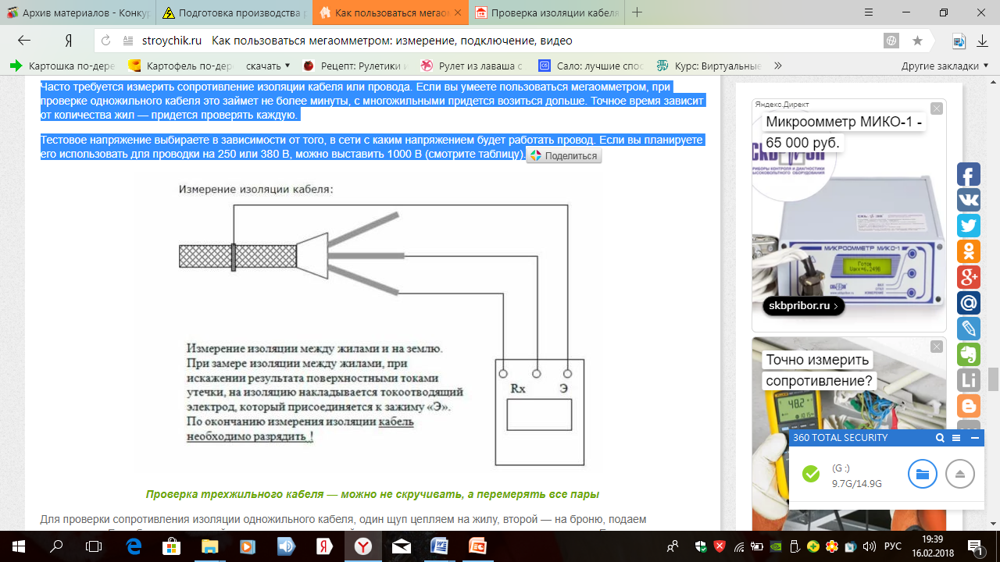 Архив материалов - Конкур
Подготовка производства р
Как пользоваться мегаом
Проверка изоляции кабеля
stroychik.ru Как пользоваться мегаомметром: измерение, подключение, видео
Картошка по-дере
Картофель по-дер
скачать
Рецепт: Рулетики и
Рулет из лаваша с
Сало: лучшие спос
Курс: Виртуальные
Другие закладки
Часто требуется измерить сопротивление изоляции кабеля или провода. Если вы умеете пользоваться мегаомметром, при
проверке одножильного кабеля это займет не более минуты, с многожильными придется возиться дольше. Точное время зависит
от количества жил — придется проверять каждую.
Тестовое напряжение выбираете в зависимости от того, в сети с каким напряжением будет работать провод. Если вы планируете
его использовать для проводки на 250 или 380 В, можно выставить 1000 В (смотрите таблицу).
Поделиться
Измерение изоляции кабеля:
Измерение изоляции между жилами и на землю.
При замере изоляции между жилами, при
искажении результата поверхностными токами
утечки, на изоляцию накладывается токоотводящий
электрод, который присоединяется к зажиму «Э».
По окончанию измерения изоляции кабель
необходимо разрядить !
Rx Э
Проверка трехжильного кабеля — можно не скручивать, а перемерять все пары
Для проверки сопротивления изоляции одножильного кабеля, один щуп цепляем на жилу, второй — на броню, подаем
Яндекс.Директ
Микроомметр МИКО-1 -
65 000 руб.
ПРИБОРЫ КОНТРОЛЯ И ДИАГНОСТИКИ
ВЫСОКОВОЛЬТНОГО ОБОРУДОВАНИЯ
МИКРООММЕТР МИКО-1
Готов
skbpribor.ru
Точно измерить
сопротивление?
48.2
Li
360 TOTAL SECURITY
(G :)
9.7G/14.9G
РУС
19:39
16.02.2018
1